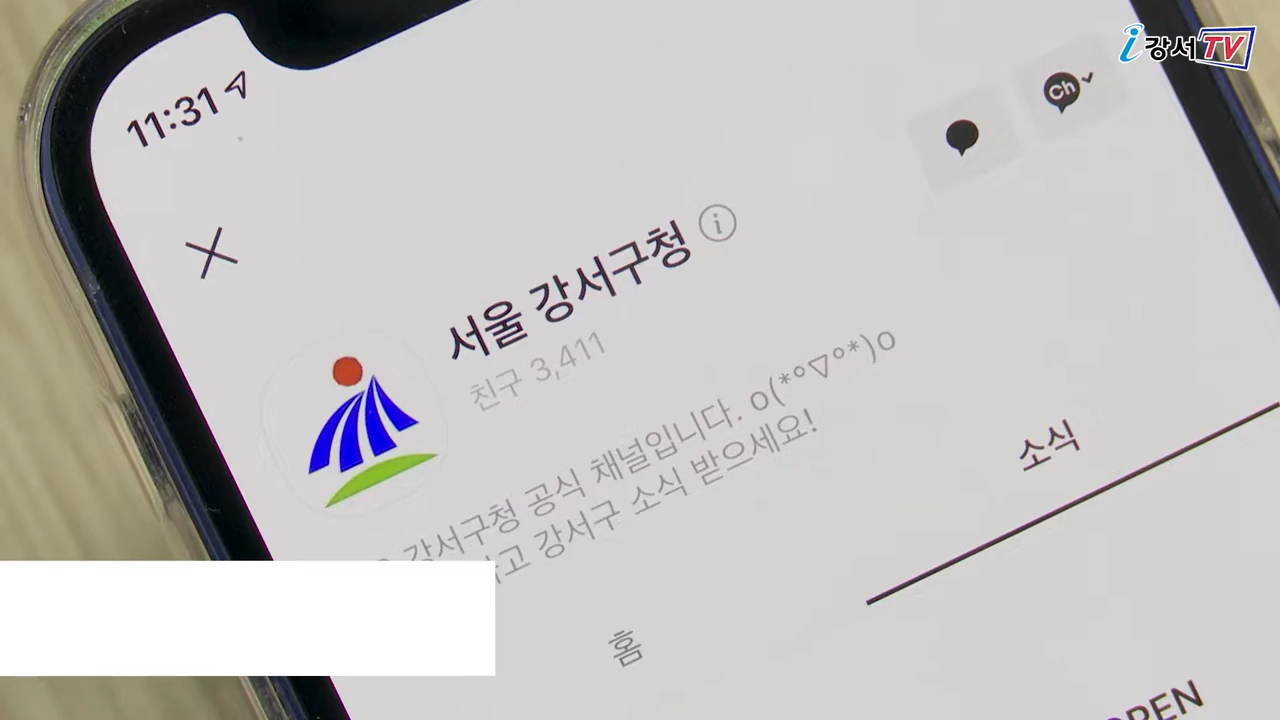 i강서TV
11:31
Ch
서울 강서구청
친구 3,411
강서구청 공식 채널입니다. o(*°▽°*)o
강서구 소식 받으세요!
홈
소식